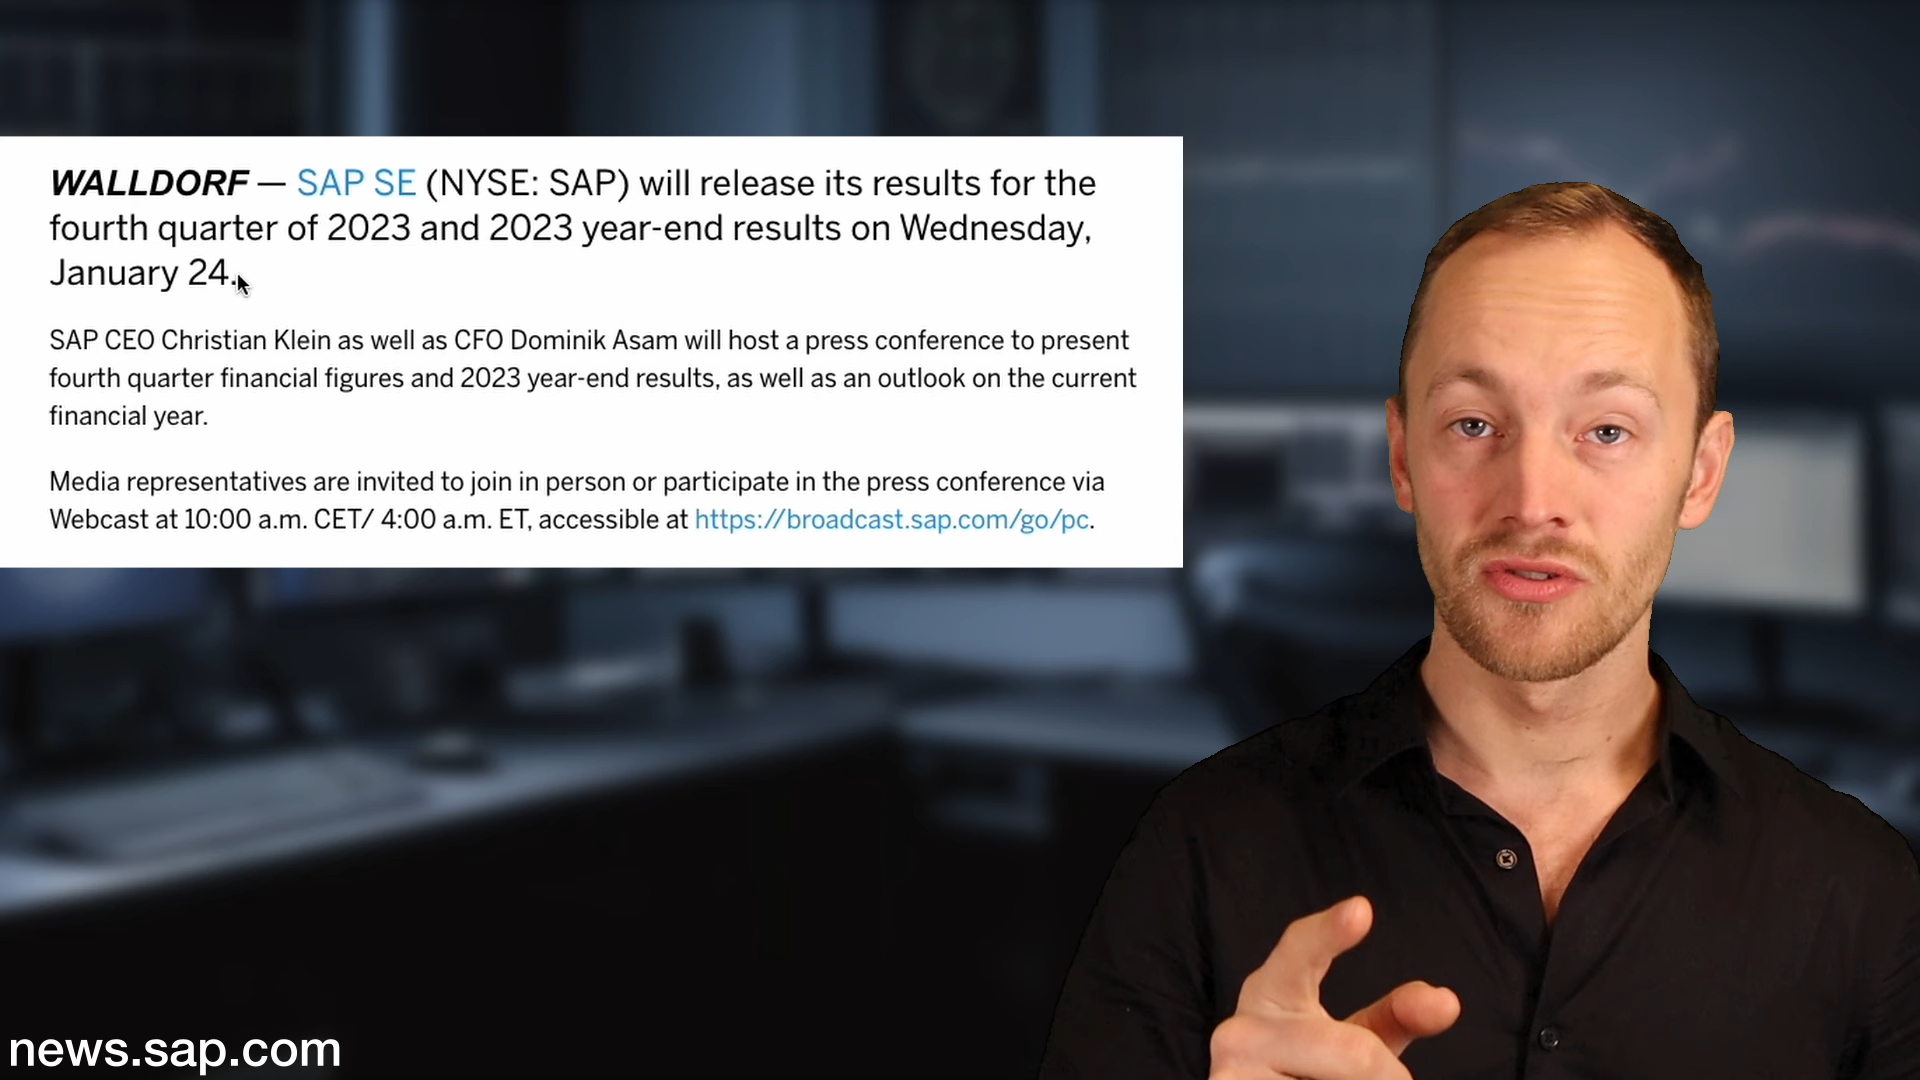 WALLDORF — SAP SE (NYSE: SAP) will release its results for the
fourth quarter of 2023 and 2023 year-end results on Wednesday,
January 24.
SAP CEO Christian Klein as well as CFO Dominik Asam will host a press conference to present
fourth quarter financial figures and 2023 year-end results, as well as an outlook on the current
financial year.
Media representatives are invited to join in person or participate in the press conference via
Webcast at 10:00 a.m. CET/ 4:00 a.m. ET, accessible at https://broadcast.sap.com/go/pc.
news.sap.com